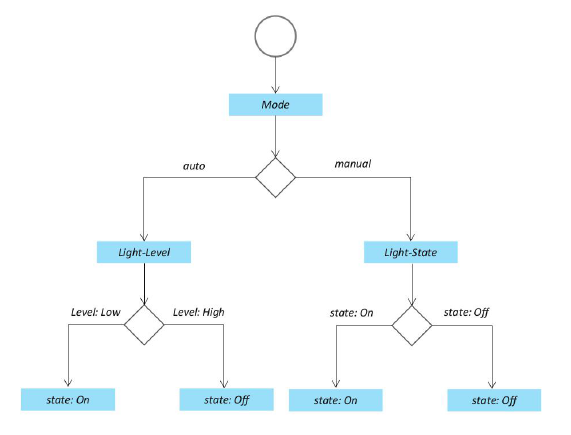 Mode
auto
manual
Light-Level
Light-State
Level: Low
Level: High
state: On
state: Off
state: On
state: Off
state: On
state: Off